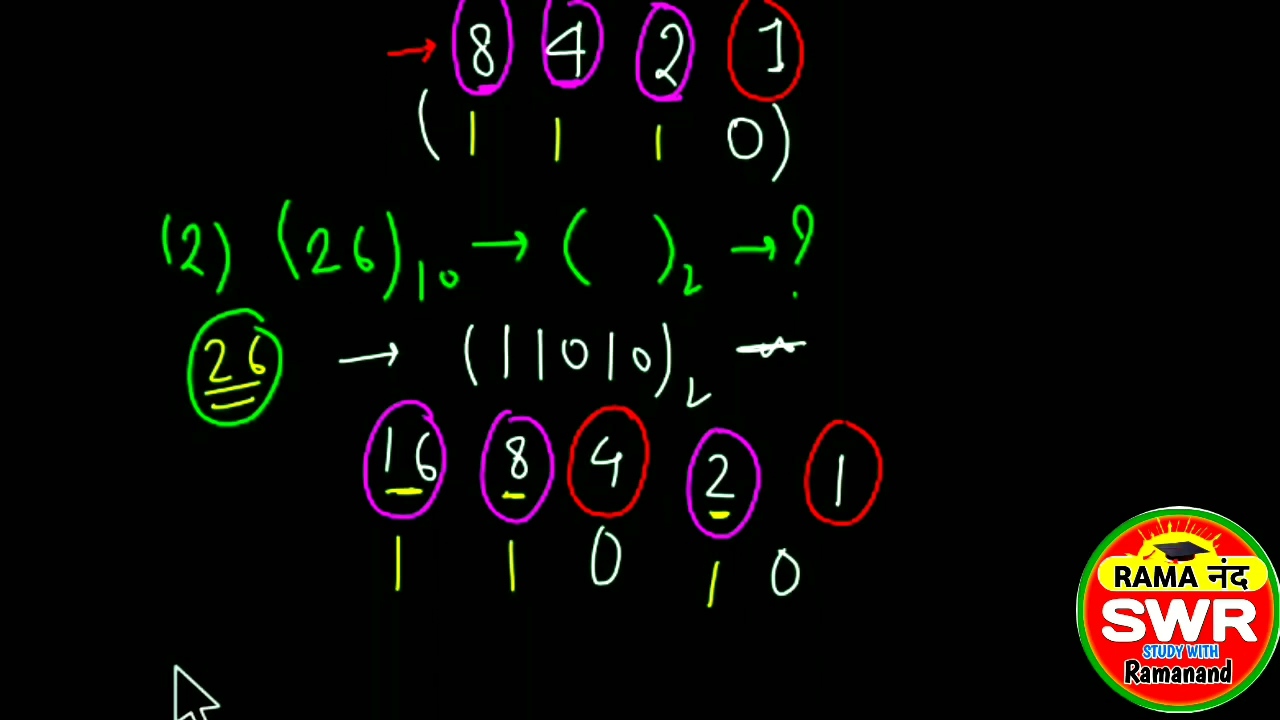 → 8 4 2 1
( 1 1 1 0 )
(2) (26)₁₀ → ( )₂ → ?
26 → (11010)₂
16 8 4 2 1
1 1 0 1 0
RAMA नंद
SWR
STUDY WITH
Ramanand